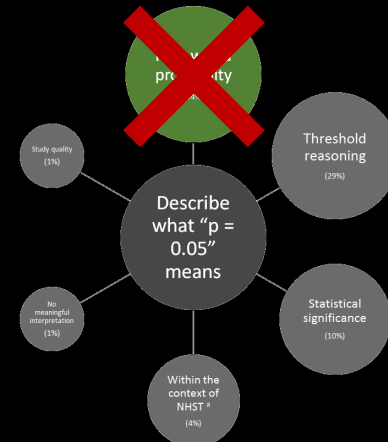 Threshold
reasoning
(29%)
Study quality
(1%)
Describe
what “p =
0.05”
means
Statistical
significance
(10%)
No
meaningful
interpretation
(1%)
Within the
context of
NHST a
(4%)